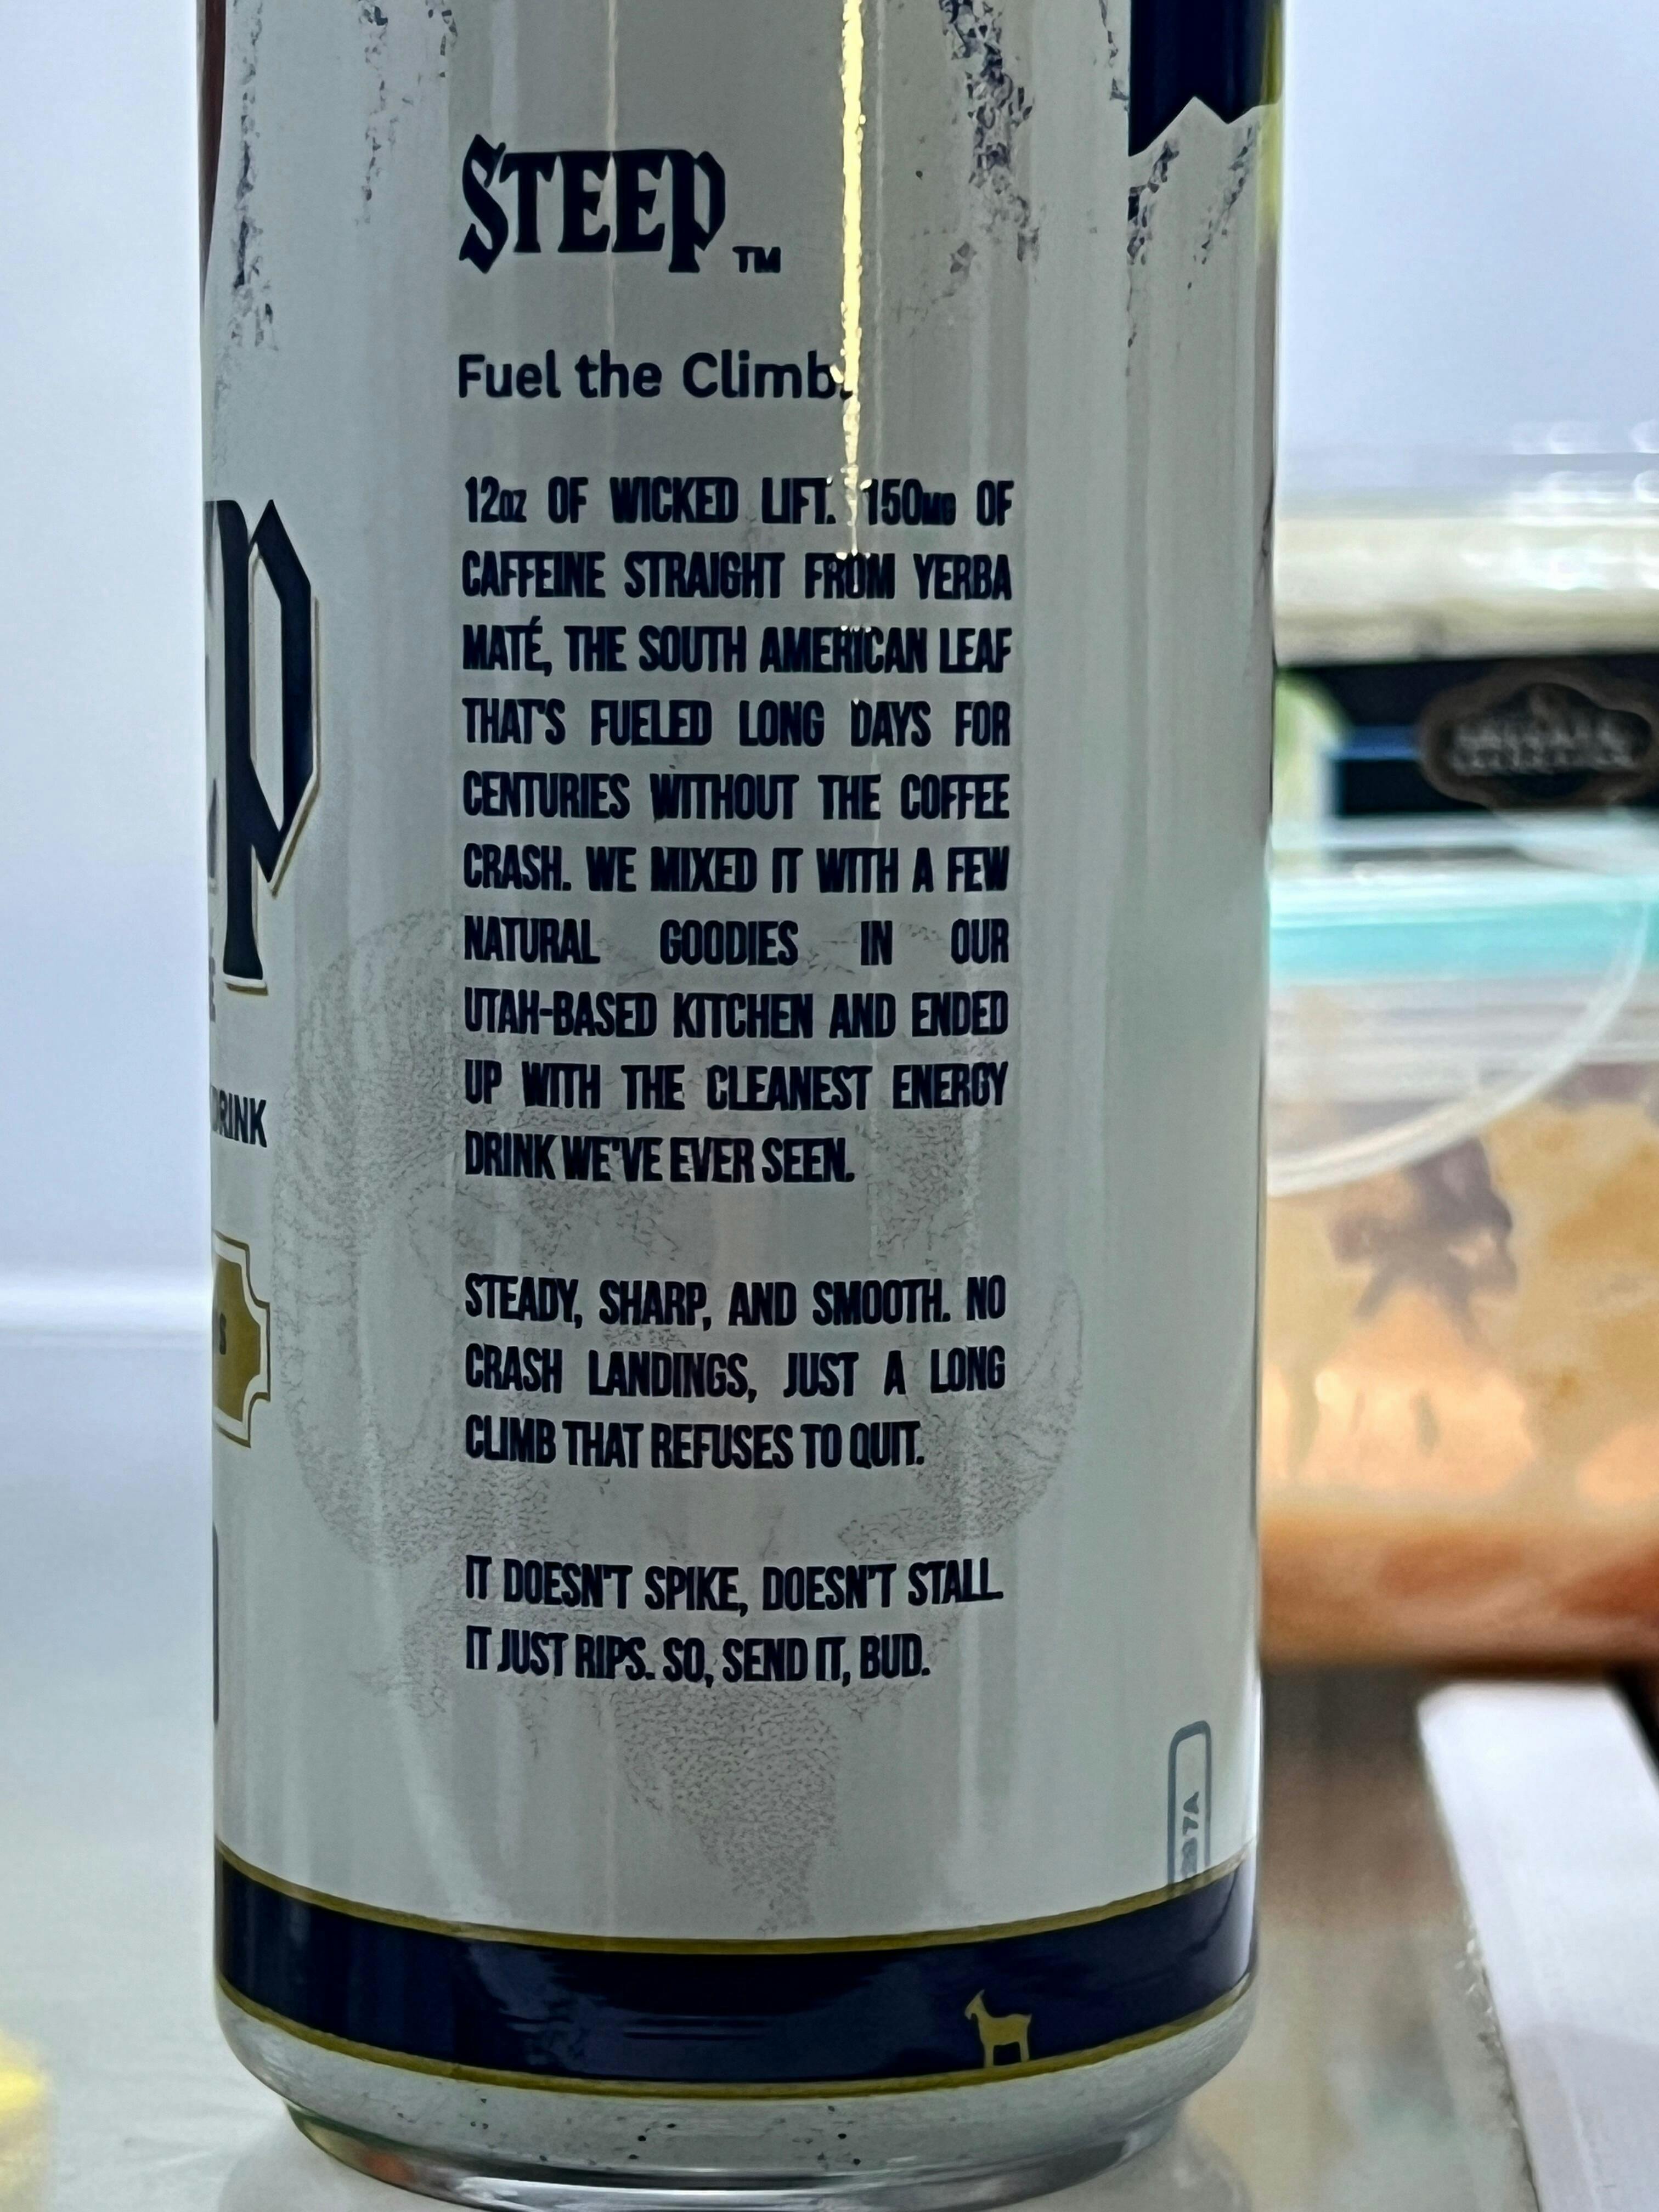 STEEP TM
Fuel the Climb.
12oz OF WICKED LIFT. 150MG OF
CAFFEINE STRAIGHT FROM YERBA
MATÉ, THE SOUTH AMERICAN LEAF
THAT'S FUELED LONG DAYS FOR
CENTURIES WITHOUT THE COFFEE
CRASH. WE MIXED IT WITH A FEW
NATURAL GOODIES IN OUR
UTAH-BASED KITCHEN AND ENDED
UP WITH THE CLEANEST ENERGY
DRINK WE'VE EVER SEEN.
STEADY, SHARP, AND SMOOTH. NO
CRASH LANDINGS, JUST A LONG
CLIMB THAT REFUSES TO QUIT.
IT DOESN'T SPIKE, DOESN'T STALL.
IT JUST RIPS. SO, SEND IT, BUD.
DRINK